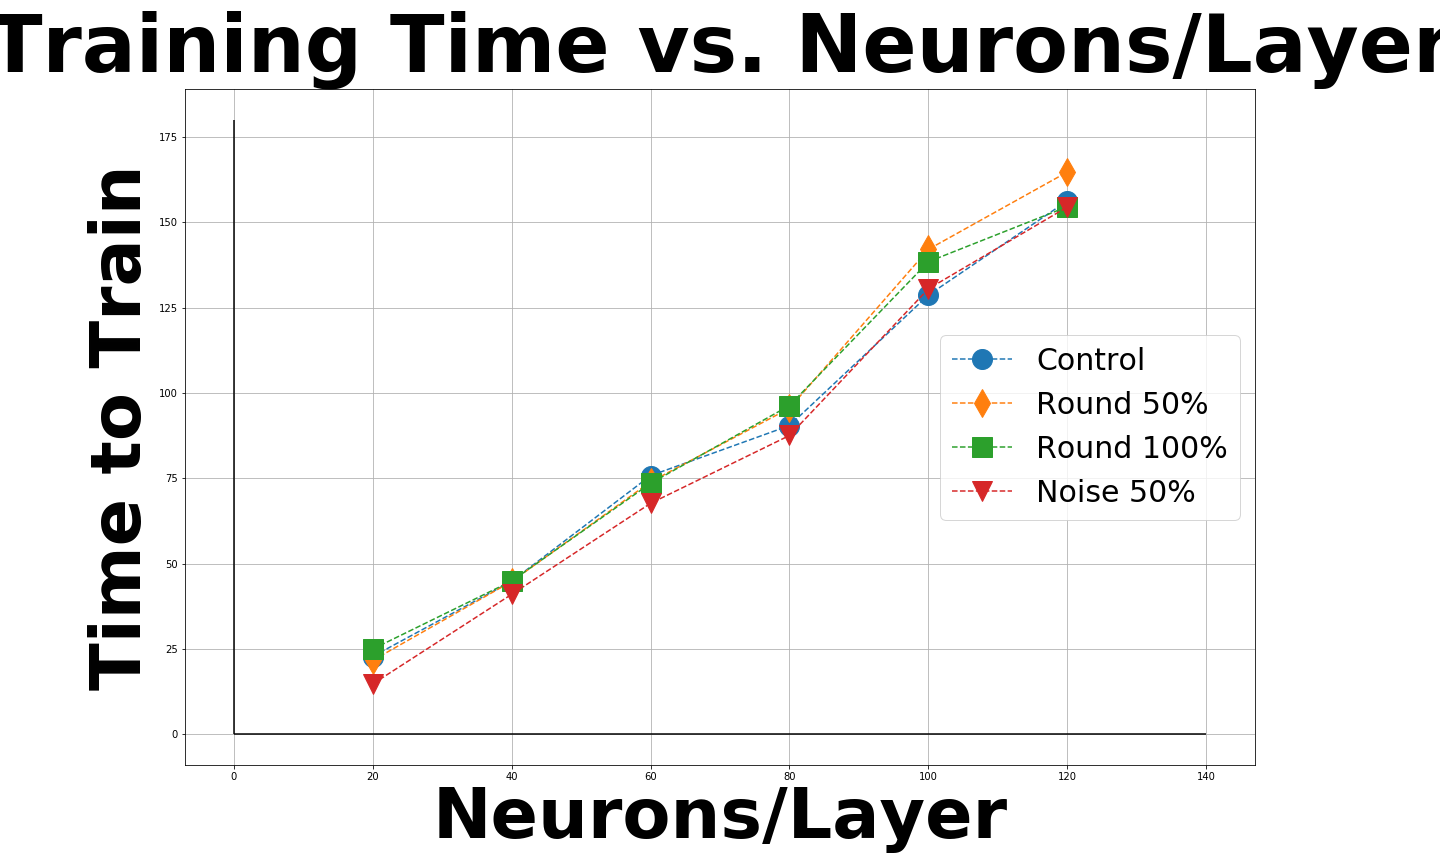 Training Time vs. Neurons/Layer
Time to Train
175
150
125
100
75
50
25
0
Control
Round 50%
Round 100%
Noise 50%
0 20 40 60 80 100 120 140
Neurons/Layer